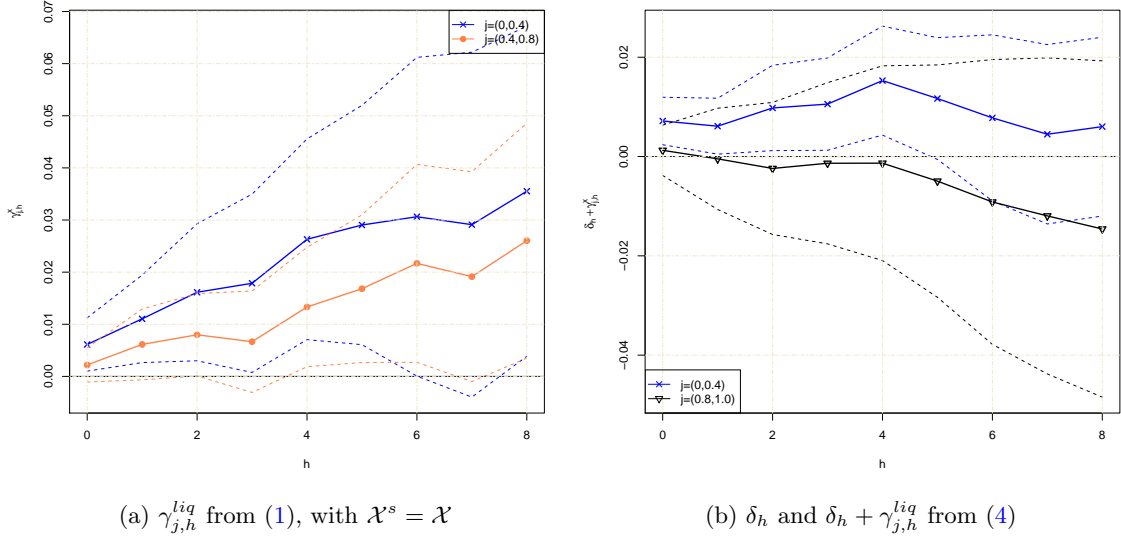 0.07
0.06
0.05
0.04
0.03
0.02
0.01
0.00
γ^x_{j,h}
j=(0,0.4)
j=(0.4,0.8)
0 2 4 6 8
h
0.02
0.00
−0.02
−0.04
δ_h + γ^x_{j,h}
j=(0,0.4)
j=(0.8,1.0)
0 2 4 6 8
h
(a) γ^{liq}_{j,h} from (1), with 𝒳^s = 𝒳
(b) δ_h and δ_h + γ^{liq}_{j,h} from (4)